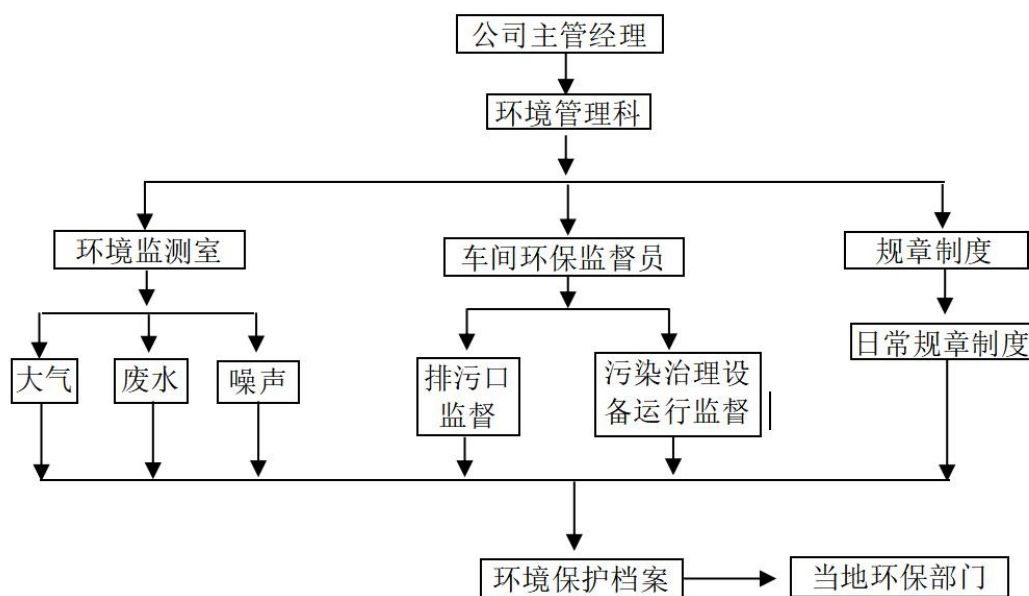 公司主管经理
环境管理科
环境监测室
车间环保监督员
规章制度
大气
废水
噪声
排污口
监督
污染治理设
备运行监督
日常规章制度
环境保护档案
当地环保部门